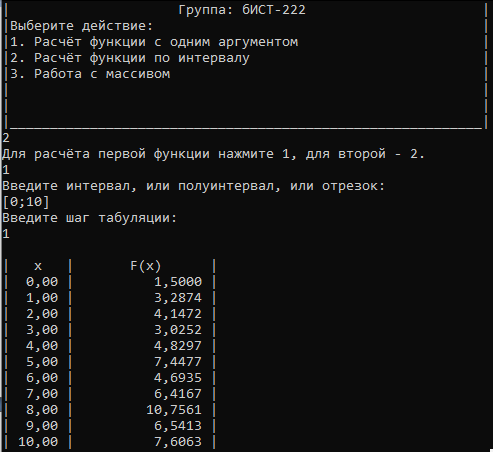 | Группа: бИСТ-222 |
|Выберите действие: |
|1. Расчёт функции с одним аргументом |
|2. Расчёт функции по интервалу |
|3. Работа с массивом |
| |
| |
|___________________________________________________________|
2
Для расчёта первой функции нажмите 1, для второй - 2.
1
Введите интервал, или полуинтервал, или отрезок:
[0;10]
Введите шаг табуляции:
1
| x | F(x) |
| 0,00 | 1,5000 |
| 1,00 | 3,2874 |
| 2,00 | 4,1472 |
| 3,00 | 3,0252 |
| 4,00 | 4,8297 |
| 5,00 | 7,4477 |
| 6,00 | 4,6935 |
| 7,00 | 6,4167 |
| 8,00 | 10,7561 |
| 9,00 | 6,5413 |
| 10,00 | 7,6063 |